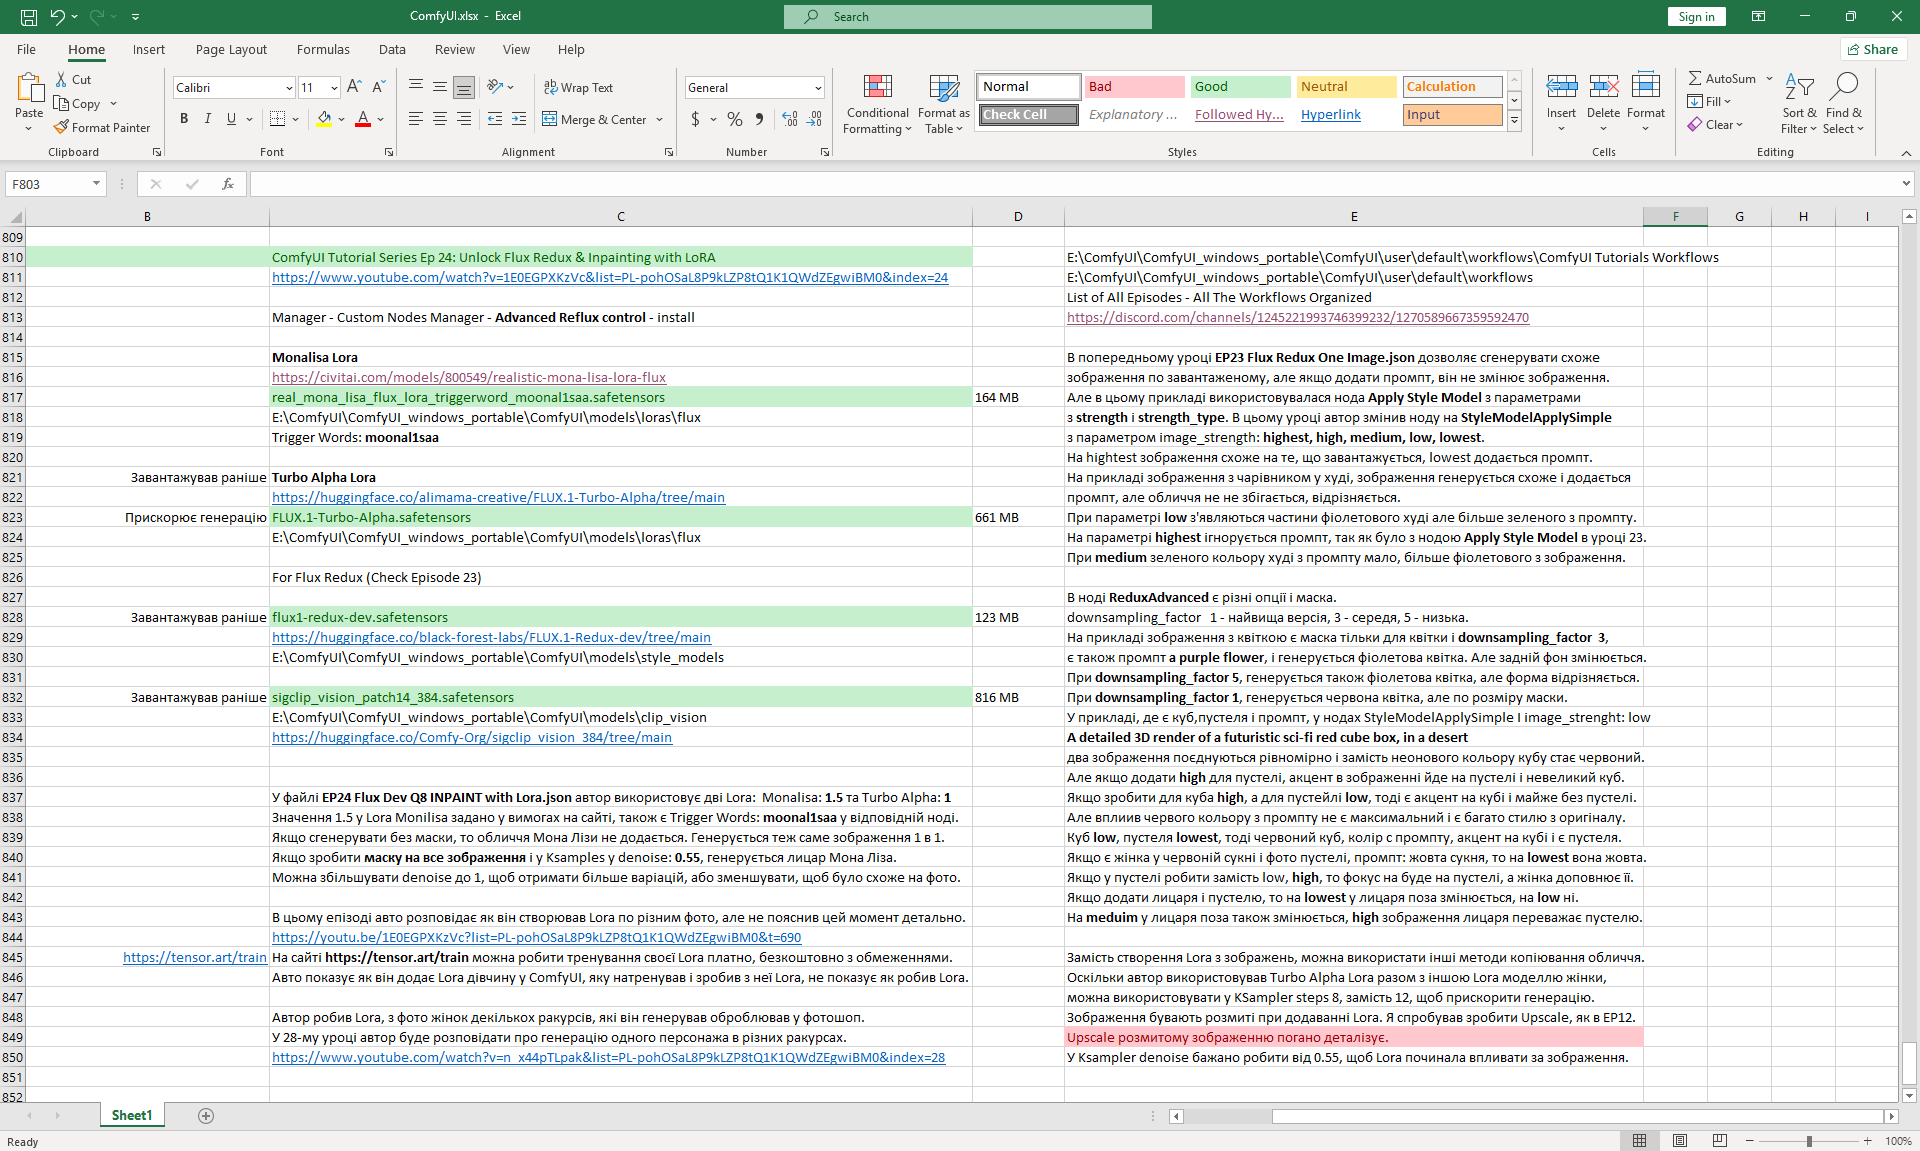 ComfyUI.xlsx - Excel
Search
Sign in
File Home Insert Page Layout Formulas Data Review View Help
Share
Paste
Cut
Copy
Format Painter
Clipboard
Calibri 11
B I U
Font
Wrap Text
Merge & Center
Alignment
General
$ % 9
Number
Conditional Formatting
Format as Table
Normal Bad Good Neutral Calculation
Check Cell Explanatory ... Followed Hy... Hyperlink Input
Styles
Insert Delete Format
Cells
AutoSum
Fill
Clear
Sort & Filter
Find & Select
Editing
F803
fx
B C D E F G H I
809
810 ComfyUI Tutorial Series Ep 24: Unlock Flux Redux & Inpainting with LoRA E:\ComfyUI\ComfyUI_windows_portable\ComfyUI\user\default\workflows\ComfyUI Tutorials Workflows
811 https://www.youtube.com/watch?v=1E0EGPXKzVc&list=PL-pohOSaL8P9kLZP8tQ1K1QWdZEgwiBM0&index=24 E:\ComfyUI\ComfyUI_windows_portable\ComfyUI\user\default\workflows
812 List of All Episodes - All The Workflows Organized
813 Manager - Custom Nodes Manager - Advanced Reflux control - install https://discord.com/channels/1245221993746399232/1270589667359592470
814
815 Monalisa Lora В попередньому уроці EP23 Flux Redux One Image.json дозволяє сгенерувати схоже
816 https://civitai.com/models/800549/realistic-mona-lisa-lora-flux зображення по завантаженому, але якщо додати промпт, він не змінює зображення.
817 real_mona_lisa_flux_lora_triggerword_moonal1saa.safetensors 164 MB Але в цьому прикладі використовувалася нода Apply Style Model з параметрами
818 E:\ComfyUI\ComfyUI_windows_portable\ComfyUI\models\loras\flux з strength і strength_type. В цьому уроці автор змінив ноду на StyleModelApplySimple
819 Trigger Words: moonal1saa з параметром image_strength: highest, high, medium, low, lowest.
820 На hightest зображення схоже на те, що завантажується, lowest додається промпт.
821 Завантажував раніше Turbo Alpha Lora На прикладі зображення з чарівником у худі, зображення генерується схоже і додається
822 https://huggingface.co/alimama-creative/FLUX.1-Turbo-Alpha/tree/main промпт, але обличчя не не збігається, відрізняється.
823 Прискорює генерацію FLUX.1-Turbo-Alpha.safetensors 661 MB При параметрі low з'являються частини фіолетового худі але більше зеленого з промпту.
824 E:\ComfyUI\ComfyUI_windows_portable\ComfyUI\models\loras\flux На параметрі highest ігнорується промпт, так як було з нодою Apply Style Model в уроці 23.
825 При medium зеленого кольору худі з промпту мало, більше фіолетового з зображення.
826 For Flux Redux (Check Episode 23)
827 В ноді ReduxAdvanced є різні опції і маска.
828 Завантажував раніше flux1-redux-dev.safetensors 123 MB downsampling_factor 1 - найвища версія, 3 - середя, 5 - низька.
829 https://huggingface.co/black-forest-labs/FLUX.1-Redux-dev/tree/main На прикладі зображення з квіткою є маска тільки для квітки і downsampling_factor 3,
830 E:\ComfyUI\ComfyUI_windows_portable\ComfyUI\models\style_models є також промпт a purple flower, і генерується фіолетова квітка. Але задній фон змінюється.
831 При downsampling_factor 5, генерується також фіолетова квітка, але форма відрізняється.
832 Завантажував раніше sigclip_vision_patch14_384.safetensors 816 MB При downsampling_factor 1, генерується червона квітка, але по розміру маски.
833 E:\ComfyUI\ComfyUI_windows_portable\ComfyUI\models\clip_vision У прикладі, де є куб,пустеля і промпт, у нодах StyleModelApplySimple I image_strenght: low
834 https://huggingface.co/Comfy-Org/sigclip_vision_384/tree/main A detailed 3D render of a futuristic sci-fi red cube box, in a desert
835 два зображення поєднуються рівномірно і замість неонового кольору кубу стає червоний.
836 Але якщо додати high для пустелі, акцент в зображенні йде на пустелі і невеликий куб.
837 У файлі EP24 Flux Dev Q8 INPAINT with Lora.json автор використовує дві Lora: Monalisa: 1.5 та Turbo Alpha: 1 Якщо зробити для куба high, а для пустейлі low, тоді є акцент на кубі і майже без пустелі.
838 Значення 1.5 у Lora Monilisa задано у вимогах на сайті, також є Trigger Words: moonal1saa у відповідній ноді. Але вплиив червого кольору з промпту не є максимальний і є багато стилю з оригіналу.
839 Якщо сгенерувати без маски, то обличчя Мона Лізи не додається. Генерується теж саме зображення 1 в 1. Куб low, пустеля lowest, тоді червоний куб, колір с промпту, акцент на кубі і є пустеля.
840 Якщо зробити маску на все зображення і у Ksamples у denoise: 0.55, генерується лицар Мона Ліза. Якщо є жінка у червоній сукні і фото пустелі, промпт: жовта сукня, то на lowest вона жовта.
841 Можна збільшувати denoise до 1, щоб отримати більше варіацій, або зменшувати, щоб було схоже на фото. Якщо у пустелі робити замість low, high, то фокус на буде на пустелі, а жінка доповнює її.
842 Якщо додати лицаря і пустелю, то на lowest у лицаря поза змінюється, на low ні.
843 В цьому епізоді авто розповідає як він створював Lora по різним фото, але не пояснив цей момент детально. На meduim у лицаря поза також змінюється, high зображення лицаря переважає пустелю.
844 https://youtu.be/1E0EGPXKzVc?list=PL-pohOSaL8P9kLZP8tQ1K1QWdZEgwiBM0&t=690
845 https://tensor.art/train На сайті https://tensor.art/train можна робити тренування своєї Lora платно, безкоштовно з обмеженнями. Замість створення Lora з зображень, можна використати інші методи копіювання обличчя.
846 Авто показує як він додає Lora дівчину у ComfyUI, яку натренував і зробив з неї Lora, не показує як робив Lora. Оскільки автор використовував Turbo Alpha Lora разом з іншою Lora моделлю жінки,
847 можна використовувати у KSampler steps 8, замість 12, щоб прискорити генерацію.
848 Автор робив Lora, з фото жінок декількох ракурсів, які він генерував оброблював у фотошоп. Зображення бувають розмиті при додаванні Lora. Я спробував зробити Upscale, як в EP12.
849 У 28-му уроці автор буде розповідати про генерацію одного персонажа в різних ракурсах. Upscale розмитому зображенню погано деталізує.
850 https://www.youtube.com/watch?v=n_x44pTLpak&list=PL-pohOSaL8P9kLZP8tQ1K1QWdZEgwiBM0&index=28 У Ksampler denoise бажано робити від 0.55, щоб Lora починала впливати за зображення.
851
852
Sheet1
Ready
100%